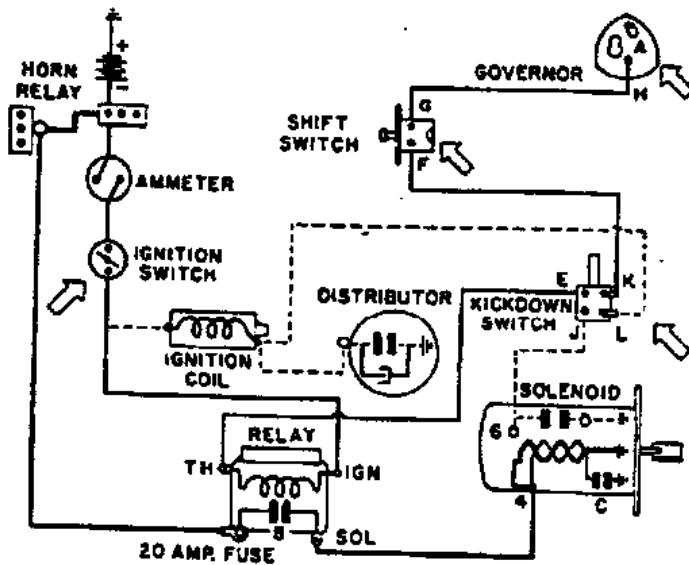 +
-
HORN
RELAY
GOVERNOR
A
H
G
SHIFT
SWITCH
F
AMMETER
IGNITION
SWITCH
DISTRIBUTOR
E
K
KICKDOWN
SWITCH
J
L
IGNITION
COIL
SOLENOID
6
RELAY
TH
IGN
4
C
B
SOL
20 AMP. FUSE